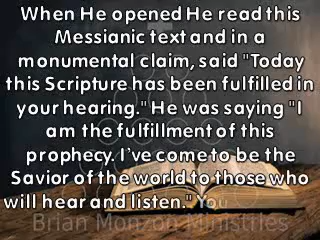 When He opened He read this
Messianic text and in a
monumental claim, said "Today
this Scripture has been fulfilled in
your hearing." He was saying "I
am the fulfillment of this
prophecy. I've come to be the
Savior of the world to those who
will hear and listen." You
Brian Monzon Ministries